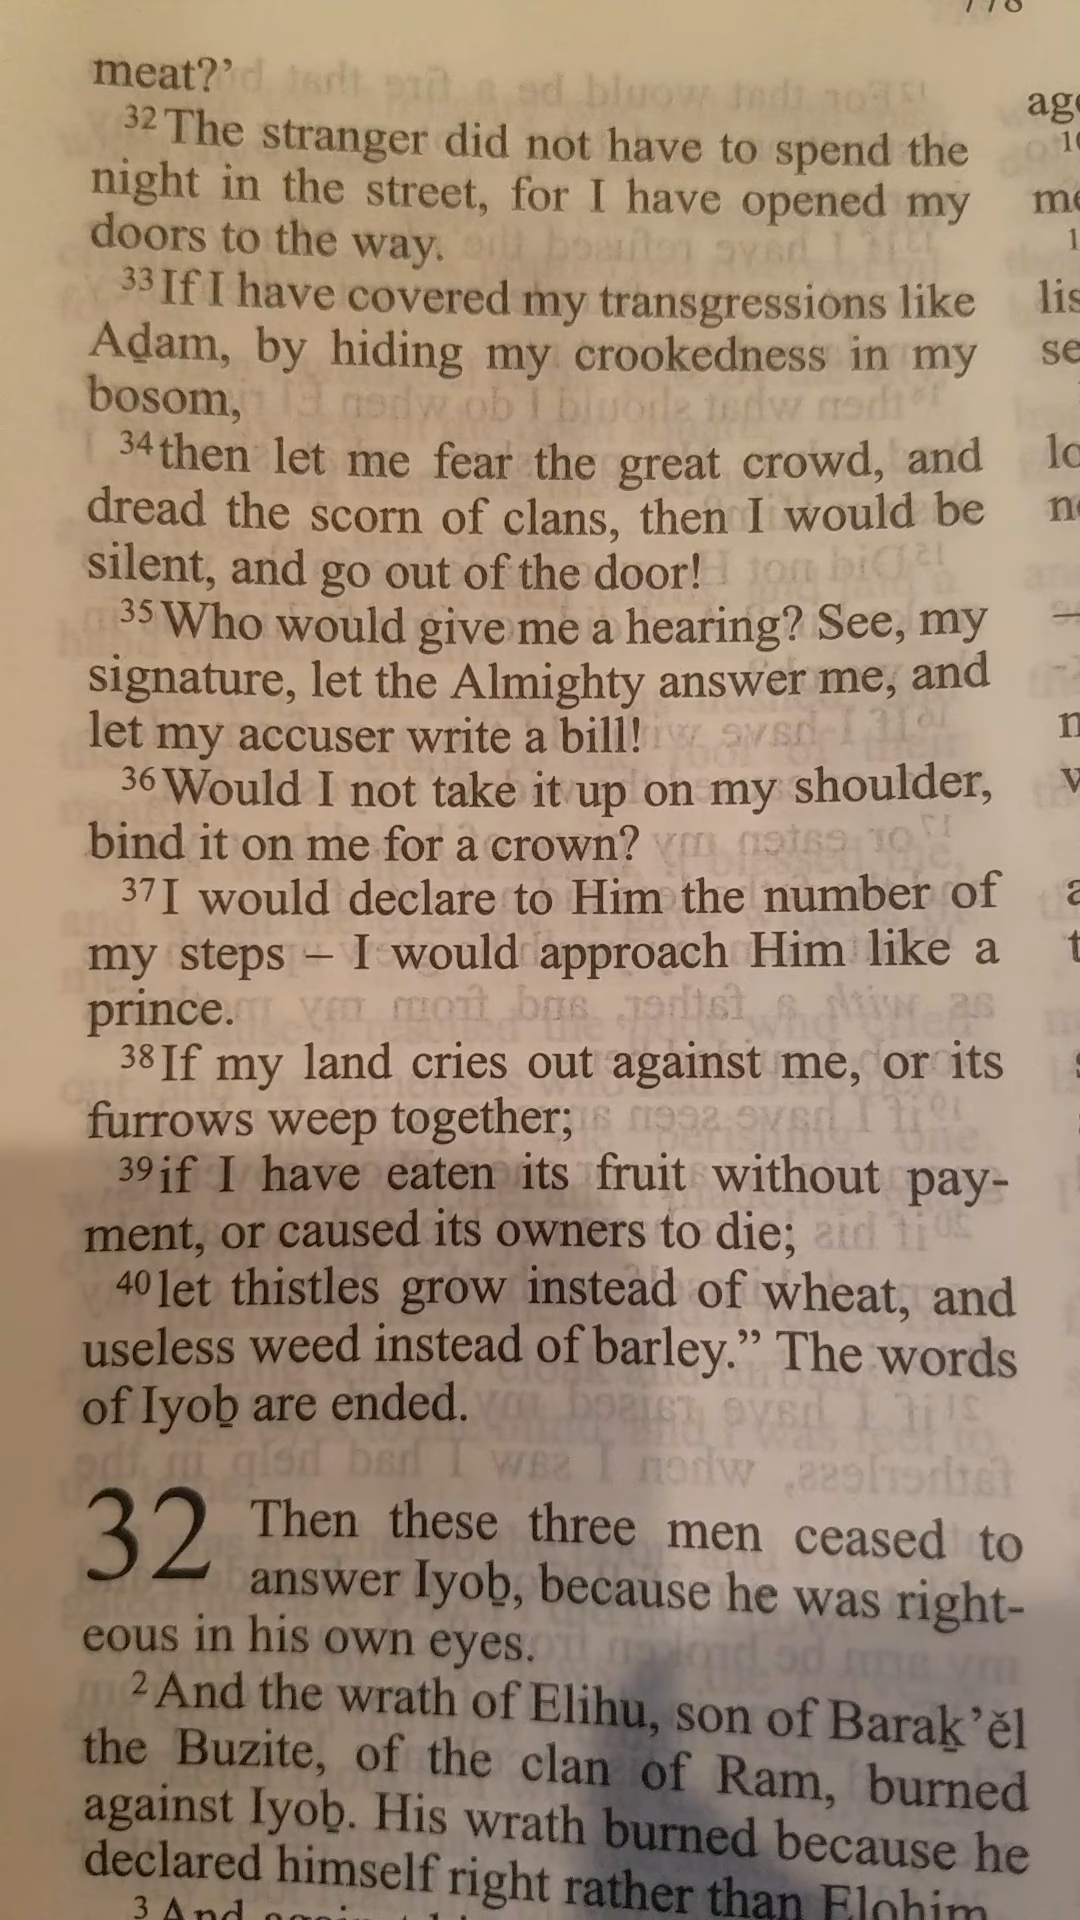 meat?’
32 The stranger did not have to spend the
night in the street, for I have opened my
doors to the way.
33 If I have covered my transgressions like
Aḏam, by hiding my crookedness in my
bosom,
34 then let me fear the great crowd, and
dread the scorn of clans, then I would be
silent, and go out of the door!
35 Who would give me a hearing? See, my
signature, let the Almighty answer me, and
let my accuser write a bill!
36 Would I not take it up on my shoulder,
bind it on me for a crown?
37 I would declare to Him the number of
my steps – I would approach Him like a
prince.
38 If my land cries out against me, or its
furrows weep together;
39 if I have eaten its fruit without pay-
ment, or caused its owners to die;
40 let thistles grow instead of wheat, and
useless weed instead of barley.” The words
of Iyoḇ are ended.
32 Then these three men ceased to
answer Iyoḇ, because he was right-
eous in his own eyes.
2 And the wrath of Elihu, son of Baraḵ’ěl
the Buzite, of the clan of Ram, burned
against Iyoḇ. His wrath burned because he
declared himself right rather than Elohim.
3 And